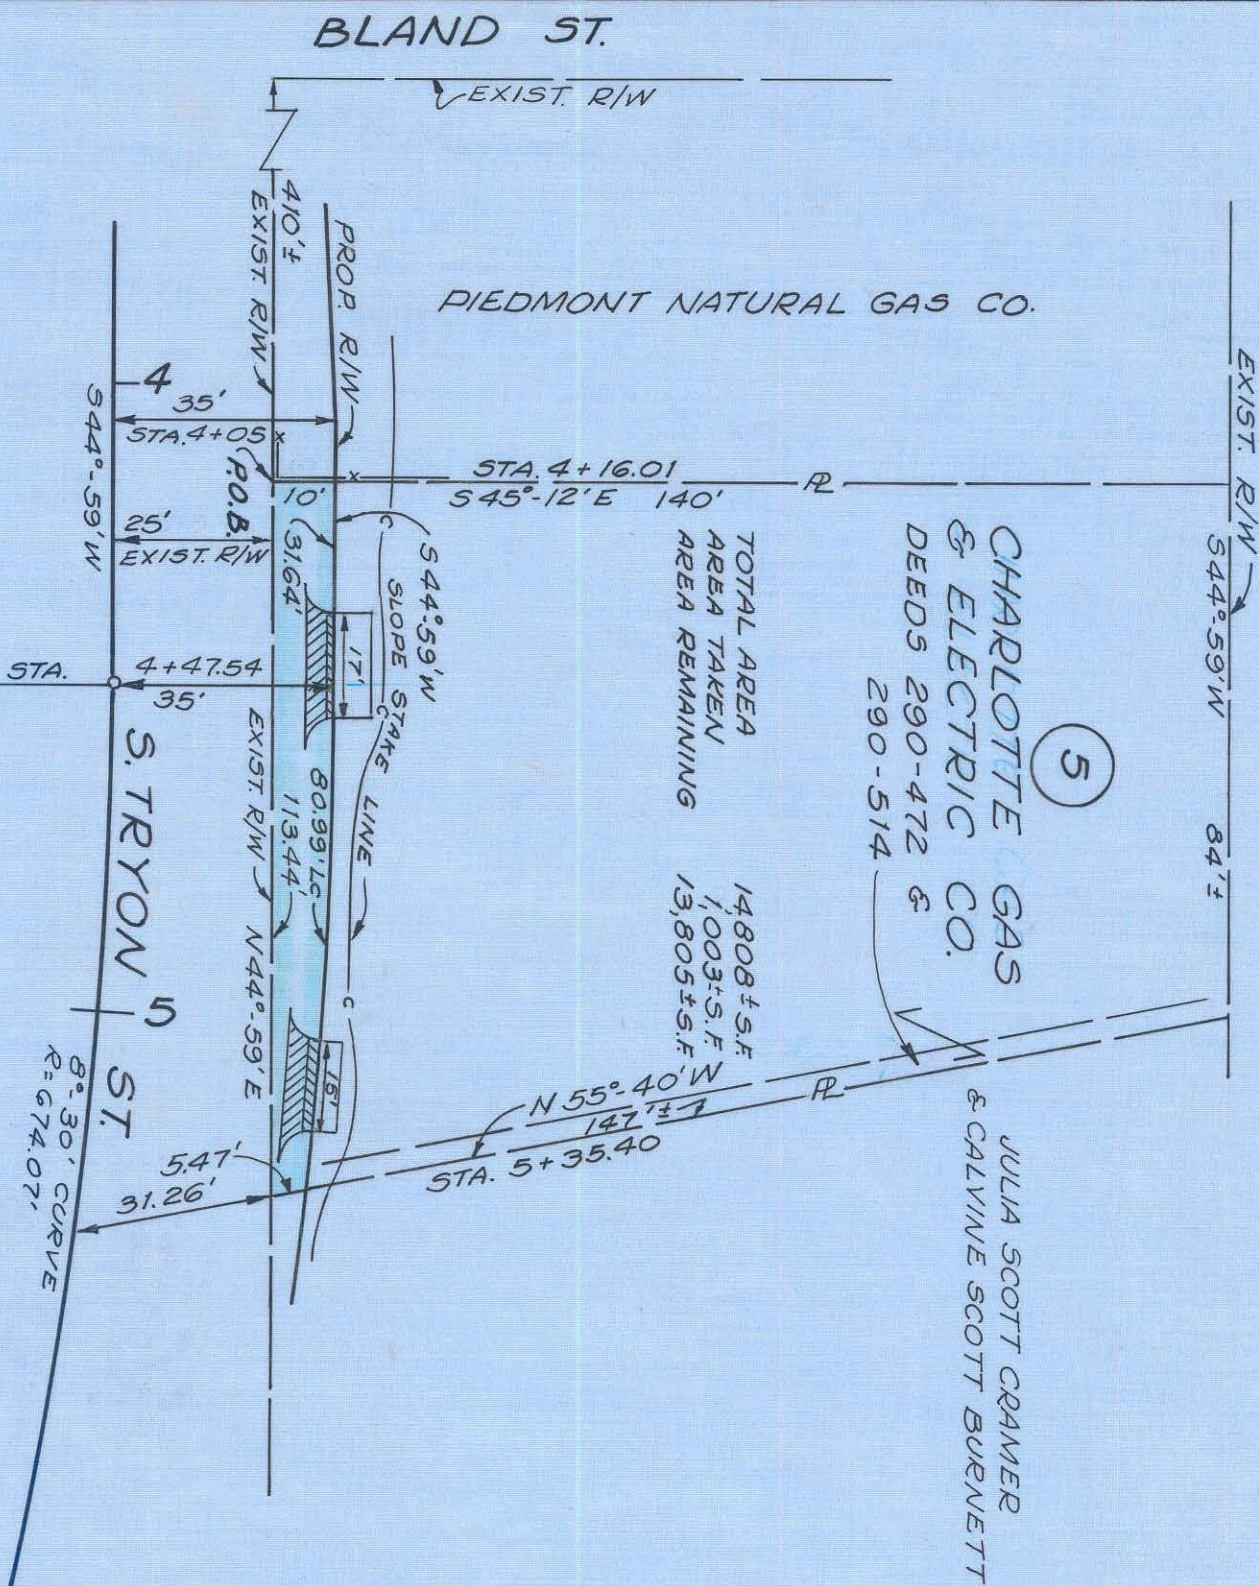 BLAND ST.
EXIST. R/W
410'±
EXIST. R/W
PROP. R/W
PIEDMONT NATURAL GAS CO.
EXIST. R/W
S44°-59'W
84'±
4
35'
STA. 4+05
S44°-59'W
P.O.B.
STA. 4+16.01
S45°-12'E 140'
PL
10'
25'
EXIST. R/W
31.64'
S44°-59'W
SLOPE STAKE LINE
C
C
C
X
X
17'
STA. 4+47.54
35'
TOTAL AREA 14,808±S.F.
AREA TAKEN 1,003±S.F.
AREA REMAINING 13,805±S.F.
5
CHARLOTTE GAS
& ELECTRIC CO.
DEEDS 290-472 &
290-514
S. TRYON ST.
EXIST. R/W
N44°-59'E
80.99'LC
113.44'
5
15'
8°-30' CURVE
R=674.07'
5.47'
31.26'
N55°-40'W
147'±
STA. 5+35.40
PL
JULIA SCOTT CRAMER
& CALVINE SCOTT BURNETT